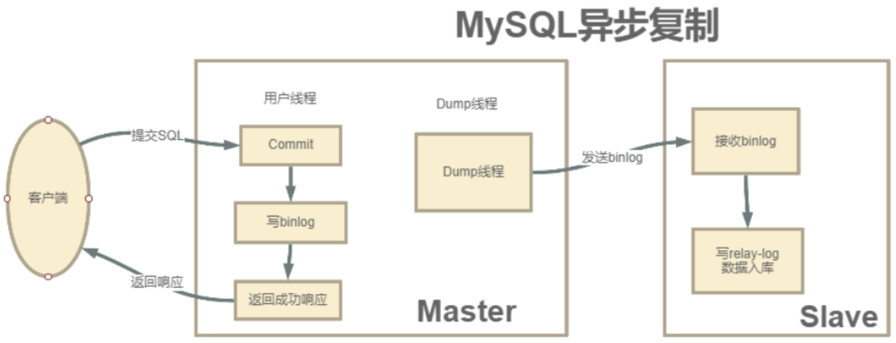 MySQL异步复制
用户线程
Dump线程
提交SQL
Commit
Dump线程
发送binlog
接收binlog
客户端
写binlog
写relay-log
数据入库
返回响应
返回成功响应
Master
Slave